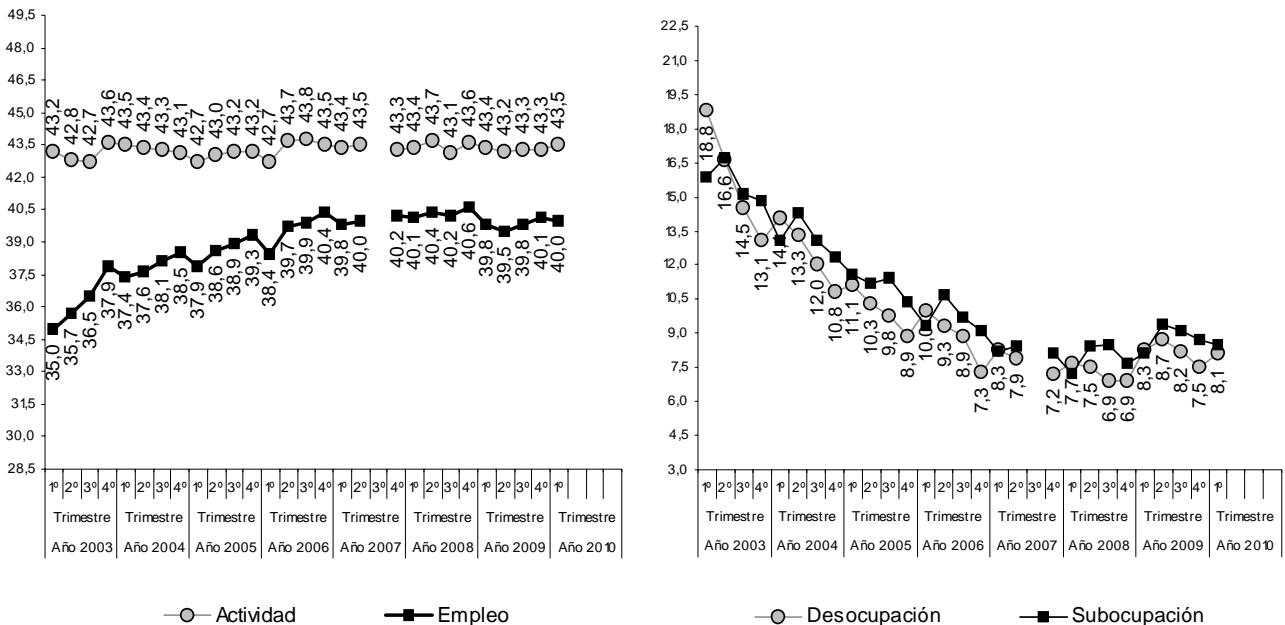 49,5
48,0
46,5
45,0
43,5
42,0
40,5
39,0
37,5
36,0
34,5
33,0
31,5
30,0
28,5
43,2 42,8 42,7 43,6 43,5 43,4 43,3 43,1 42,7 43,0 43,2 43,2 42,7 43,7 43,8 43,5 43,4 43,5 43,3 43,4 43,7 43,1 43,6 43,4 43,2 43,3 43,3 43,5
35,0 35,7 36,5 37,9 37,4 37,6 38,1 38,5 37,9 38,6 38,9 39,3 38,4 39,7 39,9 40,4 39,8 40,0 40,2 40,1 40,4 40,2 40,6 39,8 39,5 39,8 40,1 40,0
1º 2º 3º 4º 1º 2º 3º 4º 1º 2º 3º 4º 1º 2º 3º 4º 1º 2º 3º 4º 1º 2º 3º 4º 1º 2º 3º 4º 1º
Trimestre Trimestre Trimestre Trimestre Trimestre Trimestre Trimestre Trimestre
Año 2003 Año 2004 Año 2005 Año 2006 Año 2007 Año 2008 Año 2009 Año 2010
Actividad Empleo
22,5
21,0
19,5
18,0
16,5
15,0
13,5
12,0
10,5
9,0
7,5
6,0
4,5
3,0
18,8 16,6 14,5 13,1 13,3 12,0 10,8 11,1 10,3 9,8 8,9 10,0 9,3 8,9 7,3 8,3 7,9 7,2 7,7 7,5 6,9 6,9 8,3 8,7 8,2 7,5 8,1
1º 2º 3º 4º 1º 2º 3º 4º 1º 2º 3º 4º 1º 2º 3º 4º 1º 2º 3º 4º 1º 2º 3º 4º 1º 2º 3º 4º 1º
Trimestre Trimestre Trimestre Trimestre Trimestre Trimestre Trimestre Trimestre
Año 2003 Año 2004 Año 2005 Año 2006 Año 2007 Año 2008 Año 2009 Año 2010
Desocupación Subocupación